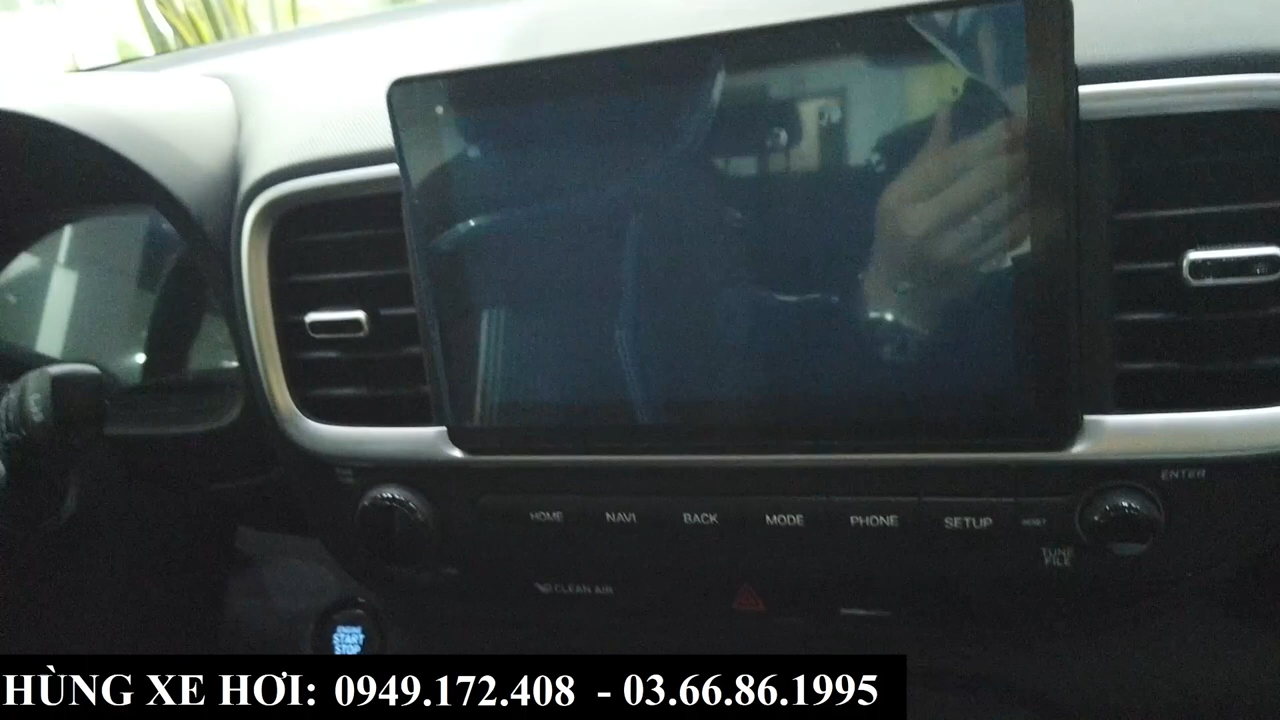 ENTER
HOME NAVI BACK MODE PHONE SETUP RESET
TUNE
FILE
CLEAN AIR
ENGINE
START
STOP
HÙNG XE HƠI: 0949.172.408 - 03.66.86.1995